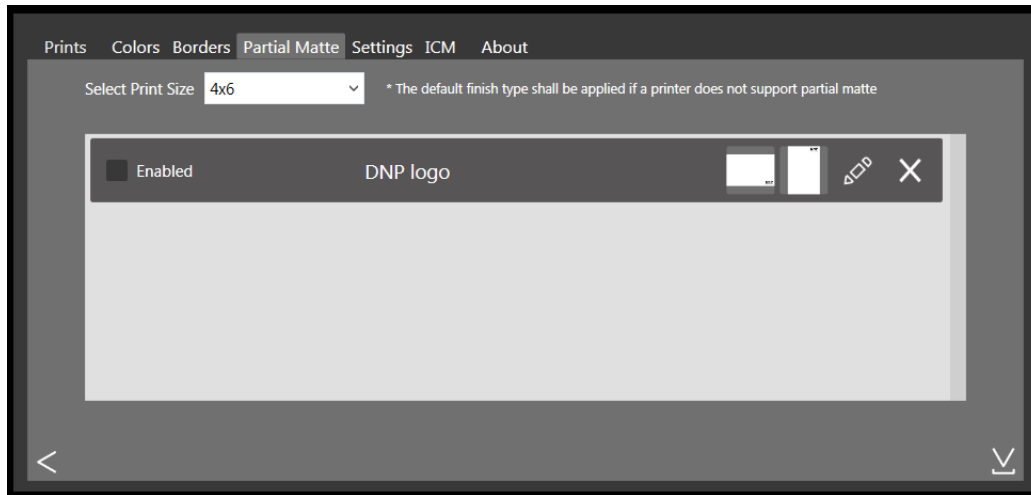 Prints Colors Borders Partial Matte Settings ICM About
Select Print Size 4x6 * The default finish type shall be applied if a printer does not support partial matte
Enabled DNP logo